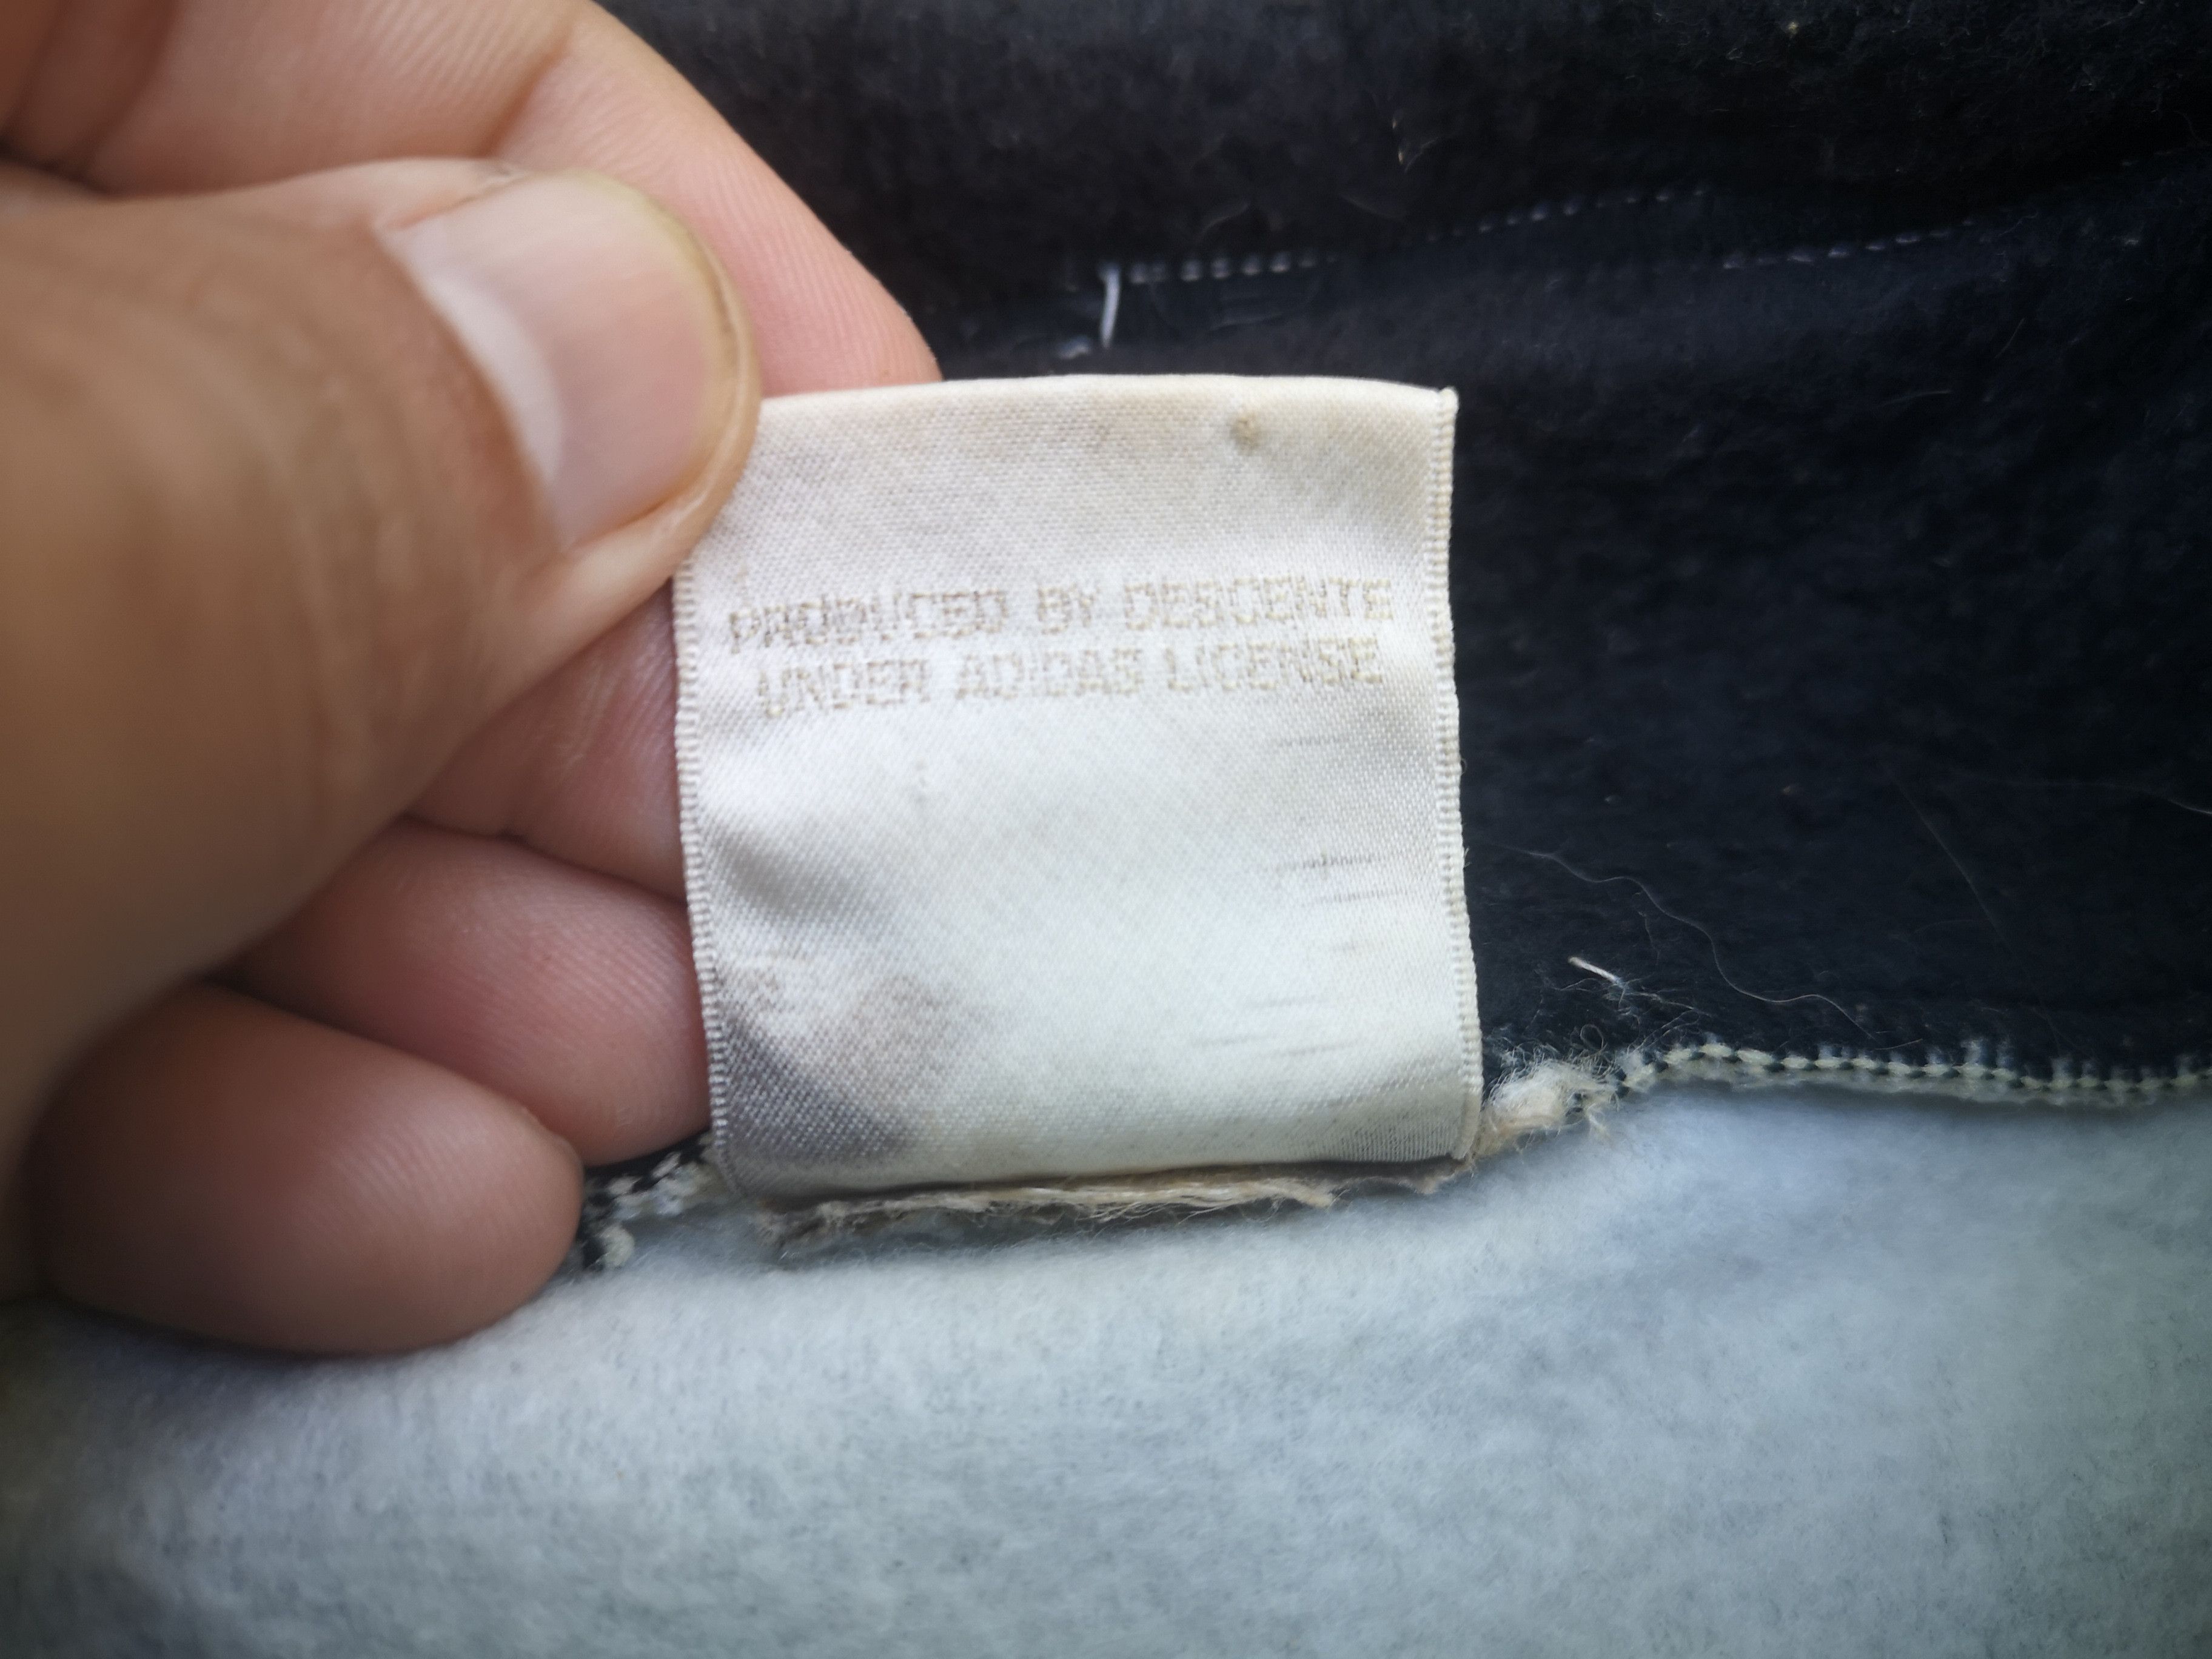 PRODUCED BY DESCENTE
UNDER ADIDAS LICENSE